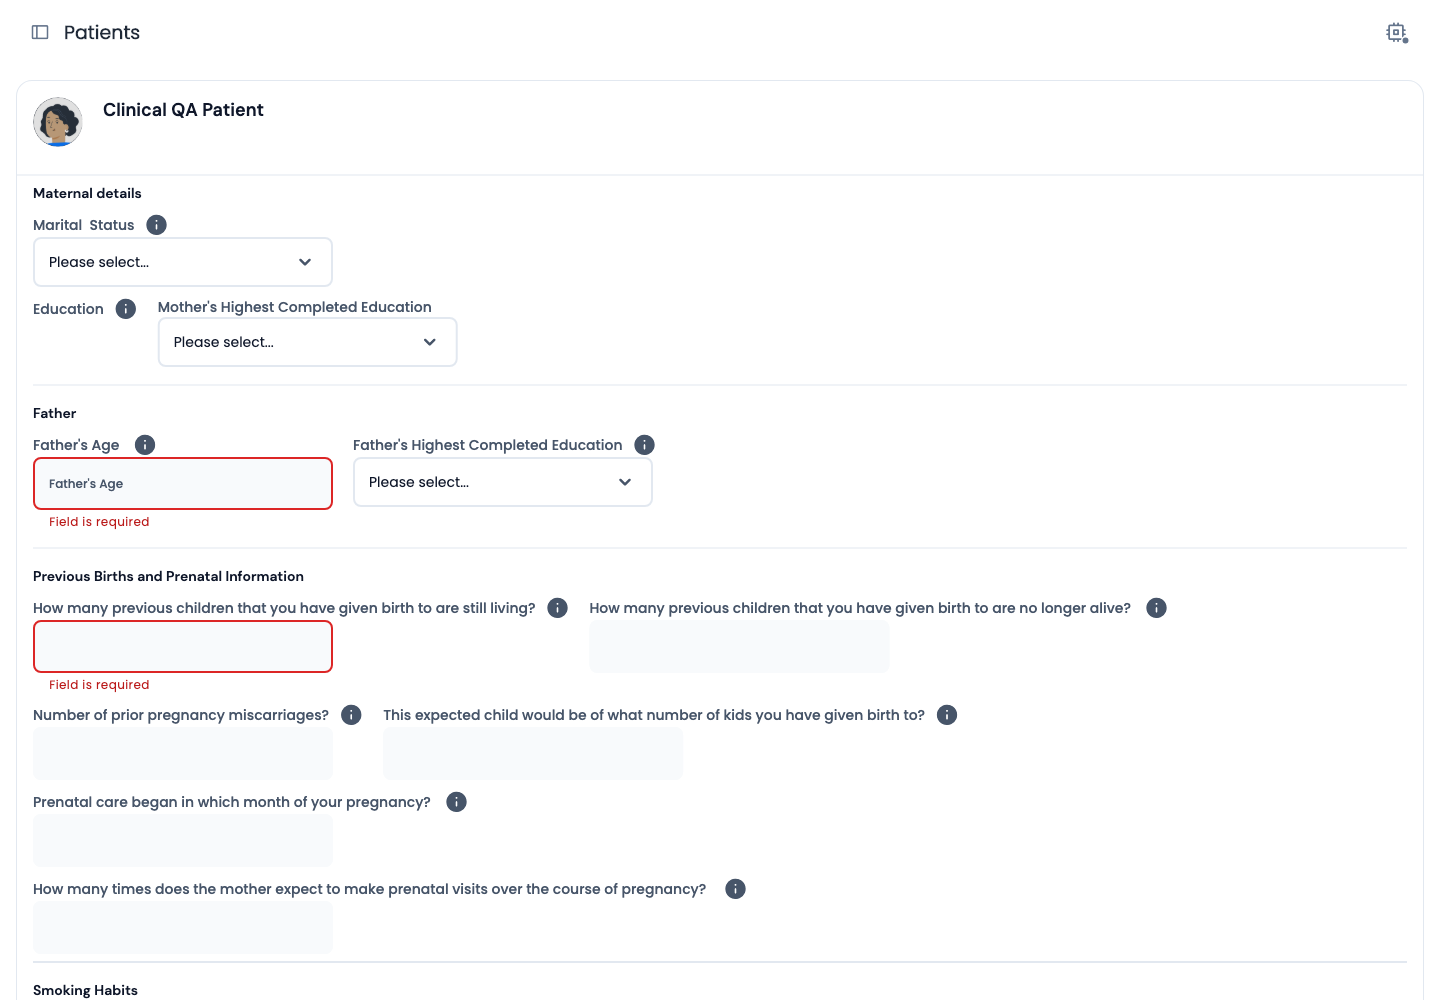 Patients
Clinical QA Patient
Maternal details
Marital  Status
Please select...
Education
Mother's Highest Completed Education
Please select...
Father
Father's Age
Father's Highest Completed Education
Father's Age
Please select...
Field is required
Previous Births and Prenatal Information
How many previous children that you have given birth to are still living?
How many previous children that you have given birth to are no longer alive?
Field is required
Number of prior pregnancy miscarriages?
This expected child would be of what number of kids you have given birth to?
Prenatal care began in which month of your pregnancy?
How many times does the mother expect to make prenatal visits over the course of pregnancy?
Smoking Habits